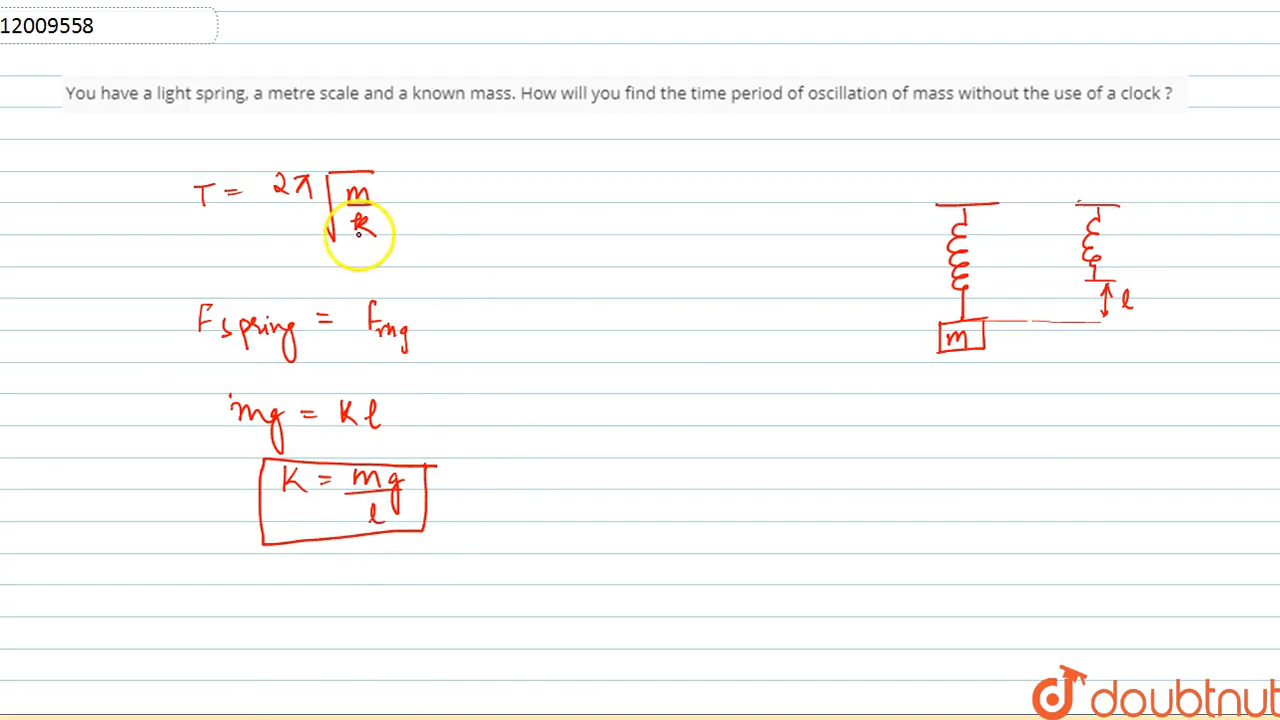 12009558
You have a light spring, a metre scale and a known mass. How will you find the time period of oscillation of mass without the use of a clock ?
T = 2π √(m/k)
F spring = Fmg
mg = Kl
K = mg/l
m
l
doubtnut